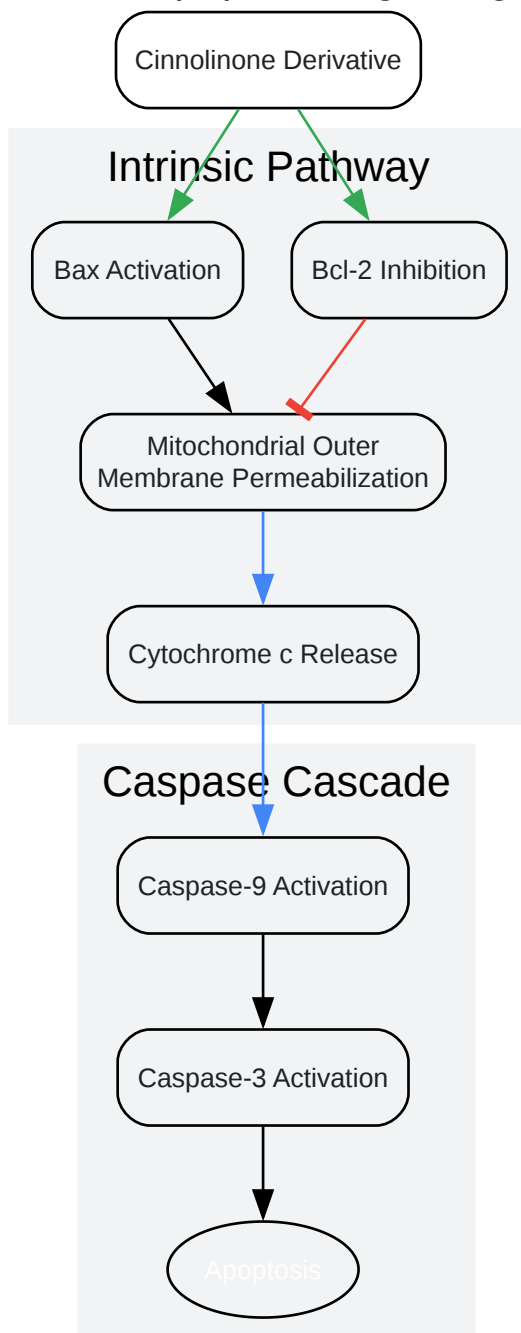 Cinnolinone Derivative
Intrinsic Pathway
Bax Activation
Bcl-2 Inhibition
Mitochondrial Outer
Membrane Permeabilization
Cytochrome c Release
Caspase Cascade
Caspase-9 Activation
Caspase-3 Activation
Apoptosis